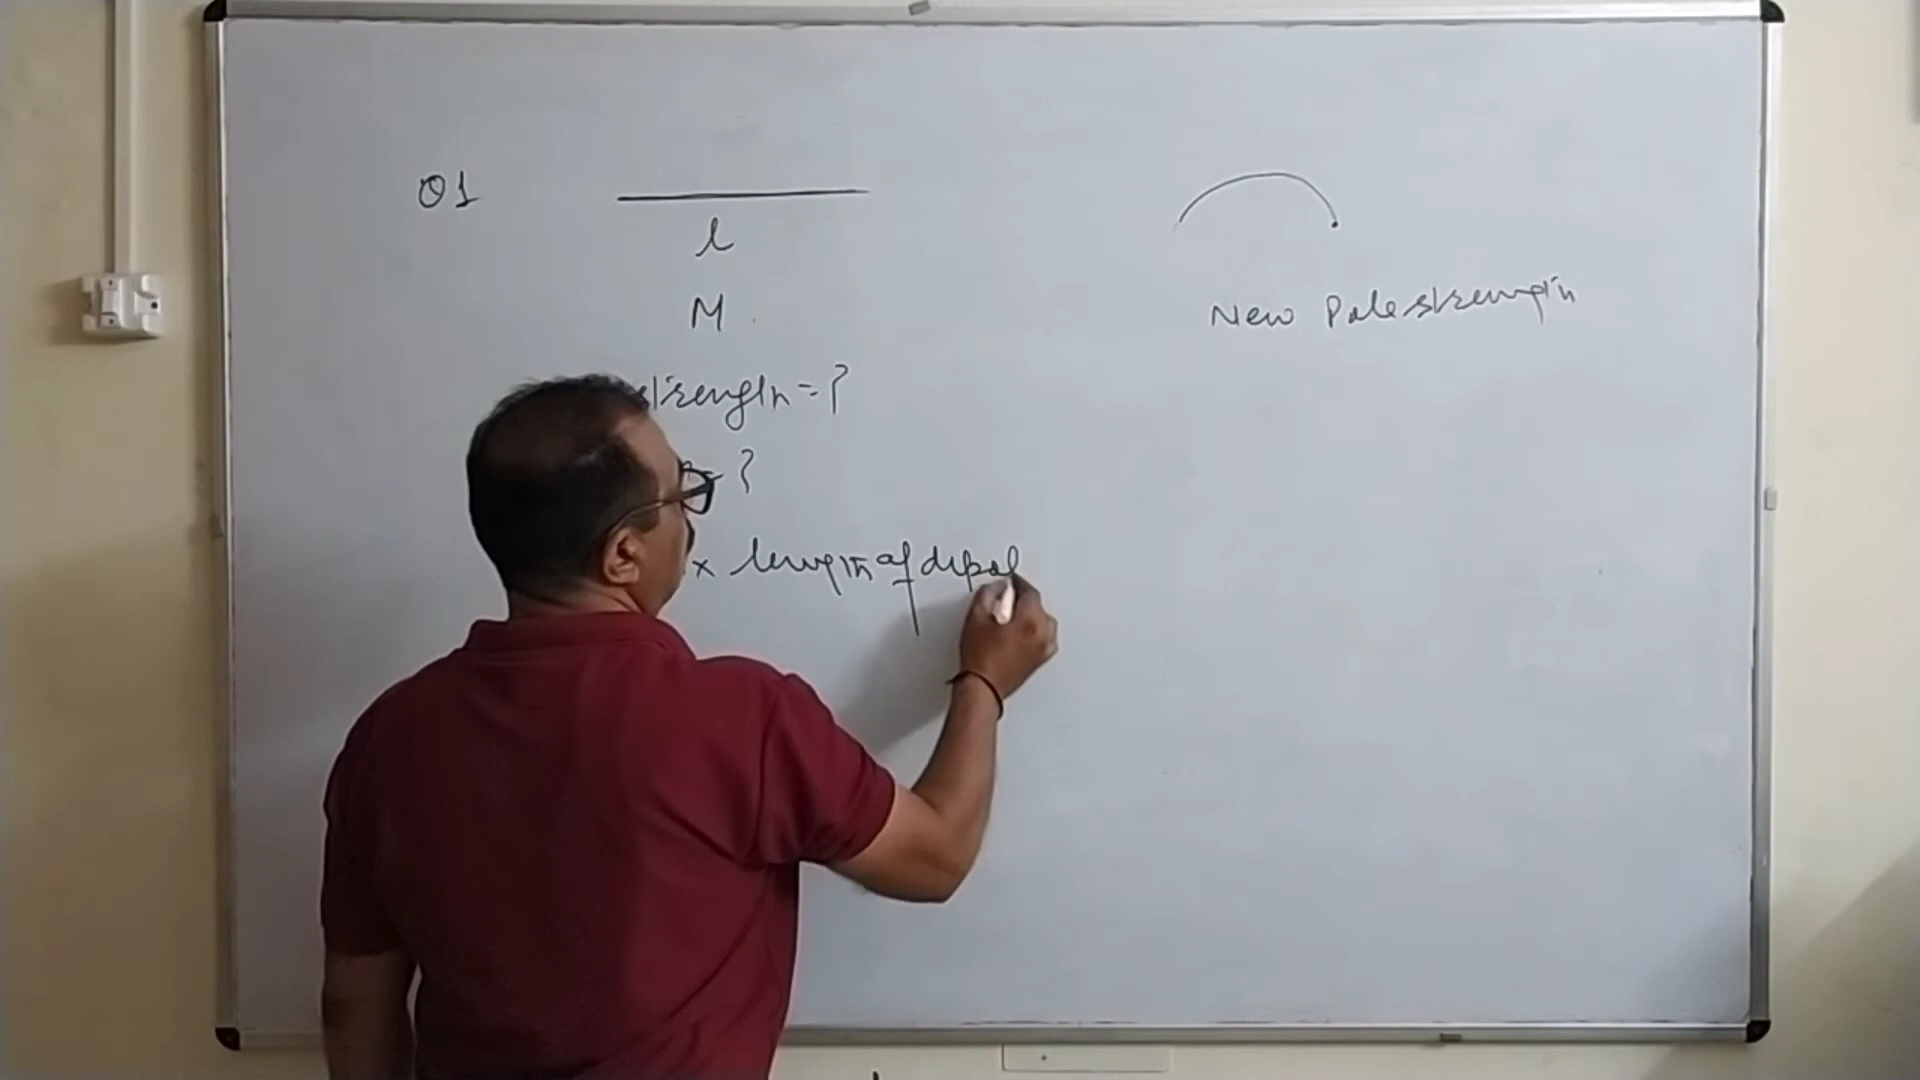 Q1
l
M
strength = ?
= ?
x length of dipol
New Pole strength